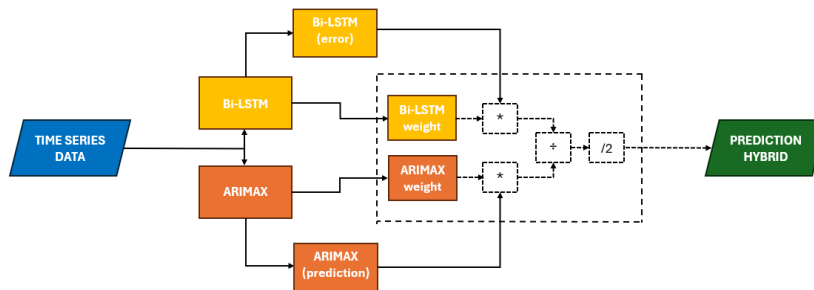 Bi-LSTM
(error)
Bi-LSTM
Bi-LSTM
weight
*
TIME SERIES
DATA
÷
/2
PREDICTION
HYBRID
ARIMAX
ARIMAX
weight
*
ARIMAX
(prediction)